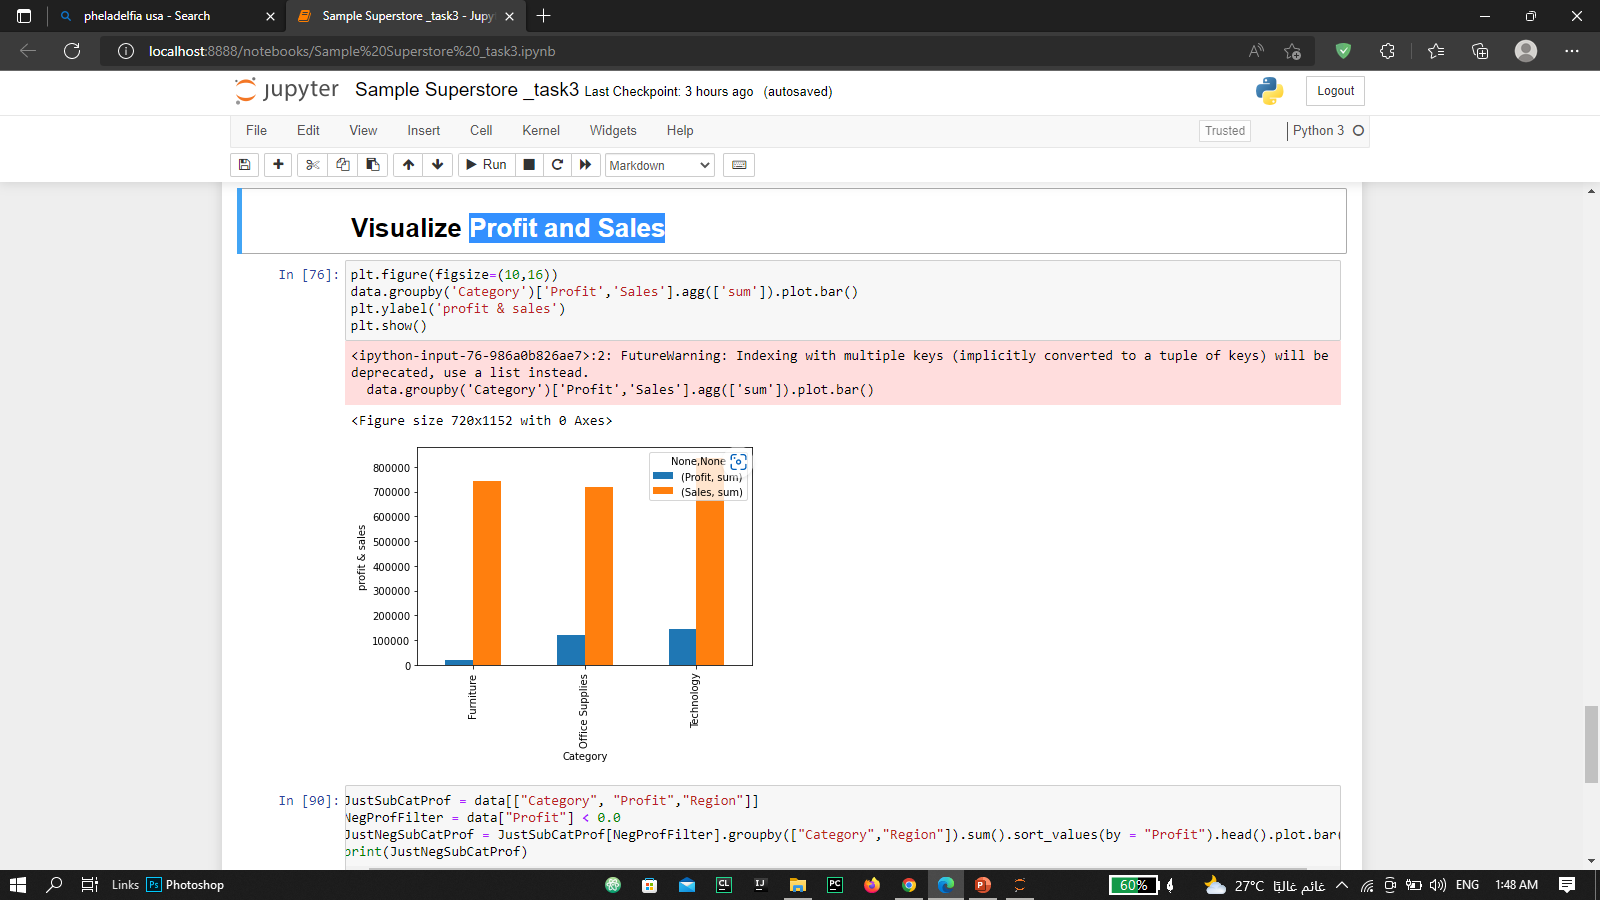 pheladelfia usa - Search
Sample Superstore _task3 - Jupy
localhost:8888/notebooks/Sample%20Superstore%20_task3.ipynb
jupyter Sample Superstore _task3 Last Checkpoint: 3 hours ago (autosaved)
Logout
File Edit View Insert Cell Kernel Widgets Help
Trusted
Python 3
Run
Markdown
Visualize Profit and Sales
In [76]:
plt.figure(figsize=(10,16))
data.groupby('Category')['Profit','Sales'].agg(['sum']).plot.bar()
plt.ylabel('profit & sales')
plt.show()
<ipython-input-76-986a0b826ae7>:2: FutureWarning: Indexing with multiple keys (implicitly converted to a tuple of keys) will be
deprecated, use a list instead.
data.groupby('Category')['Profit','Sales'].agg(['sum']).plot.bar()
<Figure size 720x1152 with 0 Axes>
None,None
(Profit, sum)
(Sales, sum)
800000
700000
600000
500000
400000
300000
200000
100000
0
profit & sales
Furniture
Office Supplies
Technology
Category
In [90]:
JustSubCatProf = data[["Category", "Profit","Region"]]
NegProfFilter = data["Profit"] < 0.0
JustNegSubCatProf = JustSubCatProf[NegProfFilter].groupby(["Category","Region"]).sum().sort_values(by = "Profit").head().plot.bar(
print(JustNegSubCatProf)
Links
Ps Photoshop
CL
IJ
PC
P
60%
27°C غائم غالبًا
ENG
1:48 AM